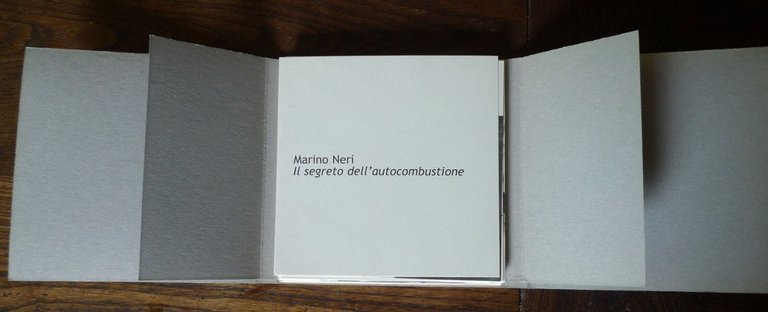 Marino Neri
Il segreto dell'autocombustione